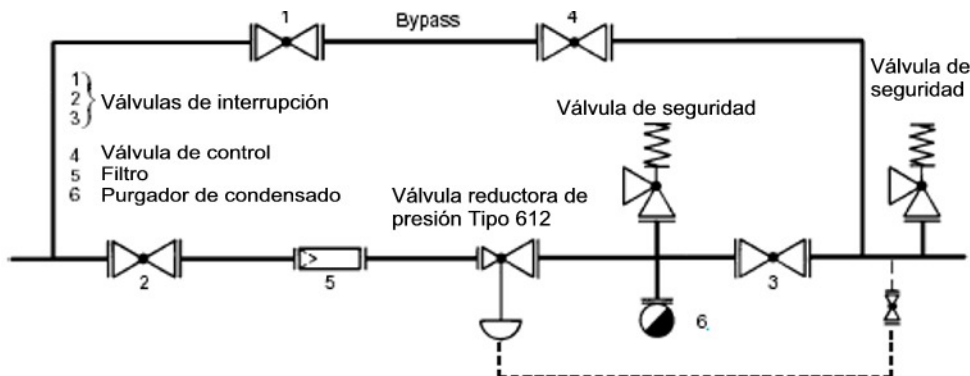 1
Bypass
4
Válvula de
seguridad
1
2
3
Válvulas de interrupción
Válvula de seguridad
4 Válvula de control
5 Filtro
6 Purgador de condensado
Válvula reductora de
presión Tipo 612
2
5
6.
3